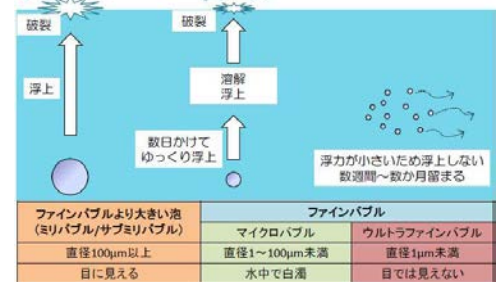 破裂
破裂
浮上
溶解
浮上
数日かけて
ゆっくり浮上
浮力が小さいため浮上しない
数週間～数か月留まる
ファインバブルより大きい泡
(ミリバブル/サブミリバブル)
ファインバブル
マイクロバブル
ウルトラファインバブル
直径100μm以上
直径1～100μm未満
直径1μm未満
目に見える
水中で白濁
目では見えない